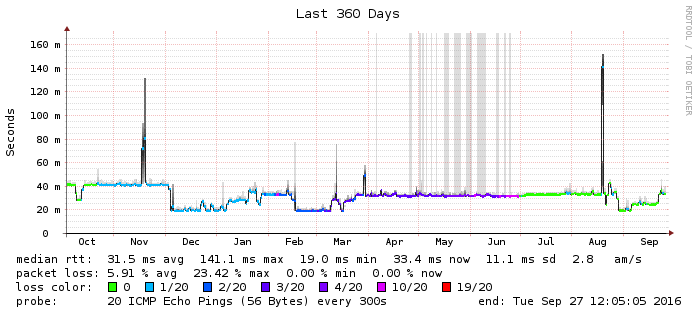 Last 360 Days
RRDTOOL / TOBI OETIKER
Seconds
160 m
140 m
120 m
100 m
80 m
60 m
40 m
20 m
0
Oct Nov Dec Jan Feb Mar Apr May Jun Jul Aug Sep
median rtt: 31.5 ms avg 141.1 ms max 19.0 ms min 33.4 ms now 11.1 ms sd 2.8 am/s
packet loss: 5.91 % avg 23.42 % max 0.00 % min 0.00 % now
loss color: 0 1/20 2/20 3/20 4/20 10/20 19/20
probe: 20 ICMP Echo Pings (56 Bytes) every 300s end: Tue Sep 27 12:05:05 2016